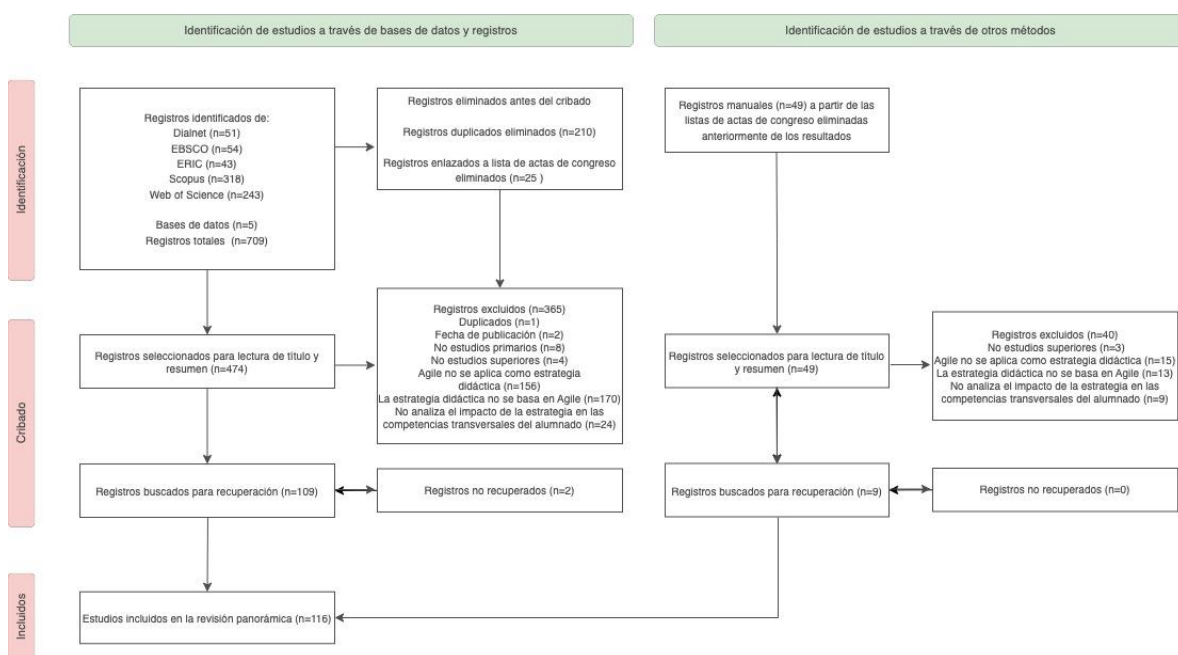 Identificación de estudios a través de bases de datos y registros
Identificación de estudios a través de otros métodos
Identificación
Registros identificados de:
Dialnet (n=51)
EBSCO (n=54)
ERIC (n=43)
Scopus (n=318)
Web of Science (n=243)
Bases de datos (n=5)
Registros totales (n=709)
Registros eliminados antes del cribado
Registros duplicados eliminados (n=210)
Registros enlazados a lista de actas de congreso
eliminados (n=25 )
Registros manuales (n=49) a partir de las
listas de actas de congreso eliminadas
anteriormente de los resultados
Cribado
Registros seleccionados para lectura de título y
resumen (n=474)
Registros excluidos (n=365)
Duplicados (n=1)
Fecha de publicación (n=2)
No estudios primarios (n=8)
No estudios superiores (n=4)
Agile no se aplica como estrategia
didáctica (n=156)
La estrategia didáctica no se basa en Agile (n=170)
No analiza el impacto de la estrategia en las
competencias transversales del alumnado (n=24)
Registros seleccionados para lectura de título
y resumen (n=49)
Registros excluidos (n=40)
No estudios superiores (n=3)
Agile no se aplica como estrategia didáctica (n=15)
La estrategia didáctica no se basa en Agile (n=13)
No analiza el impacto de la estrategia en las
competencias transversales del alumnado (n=9)
Registros buscados para recuperación (n=109)
Registros no recuperados (n=2)
Registros buscados para recuperación (n=9)
Registros no recuperados (n=0)
Incluidos
Estudios incluidos en la revisión panorámica (n=116)